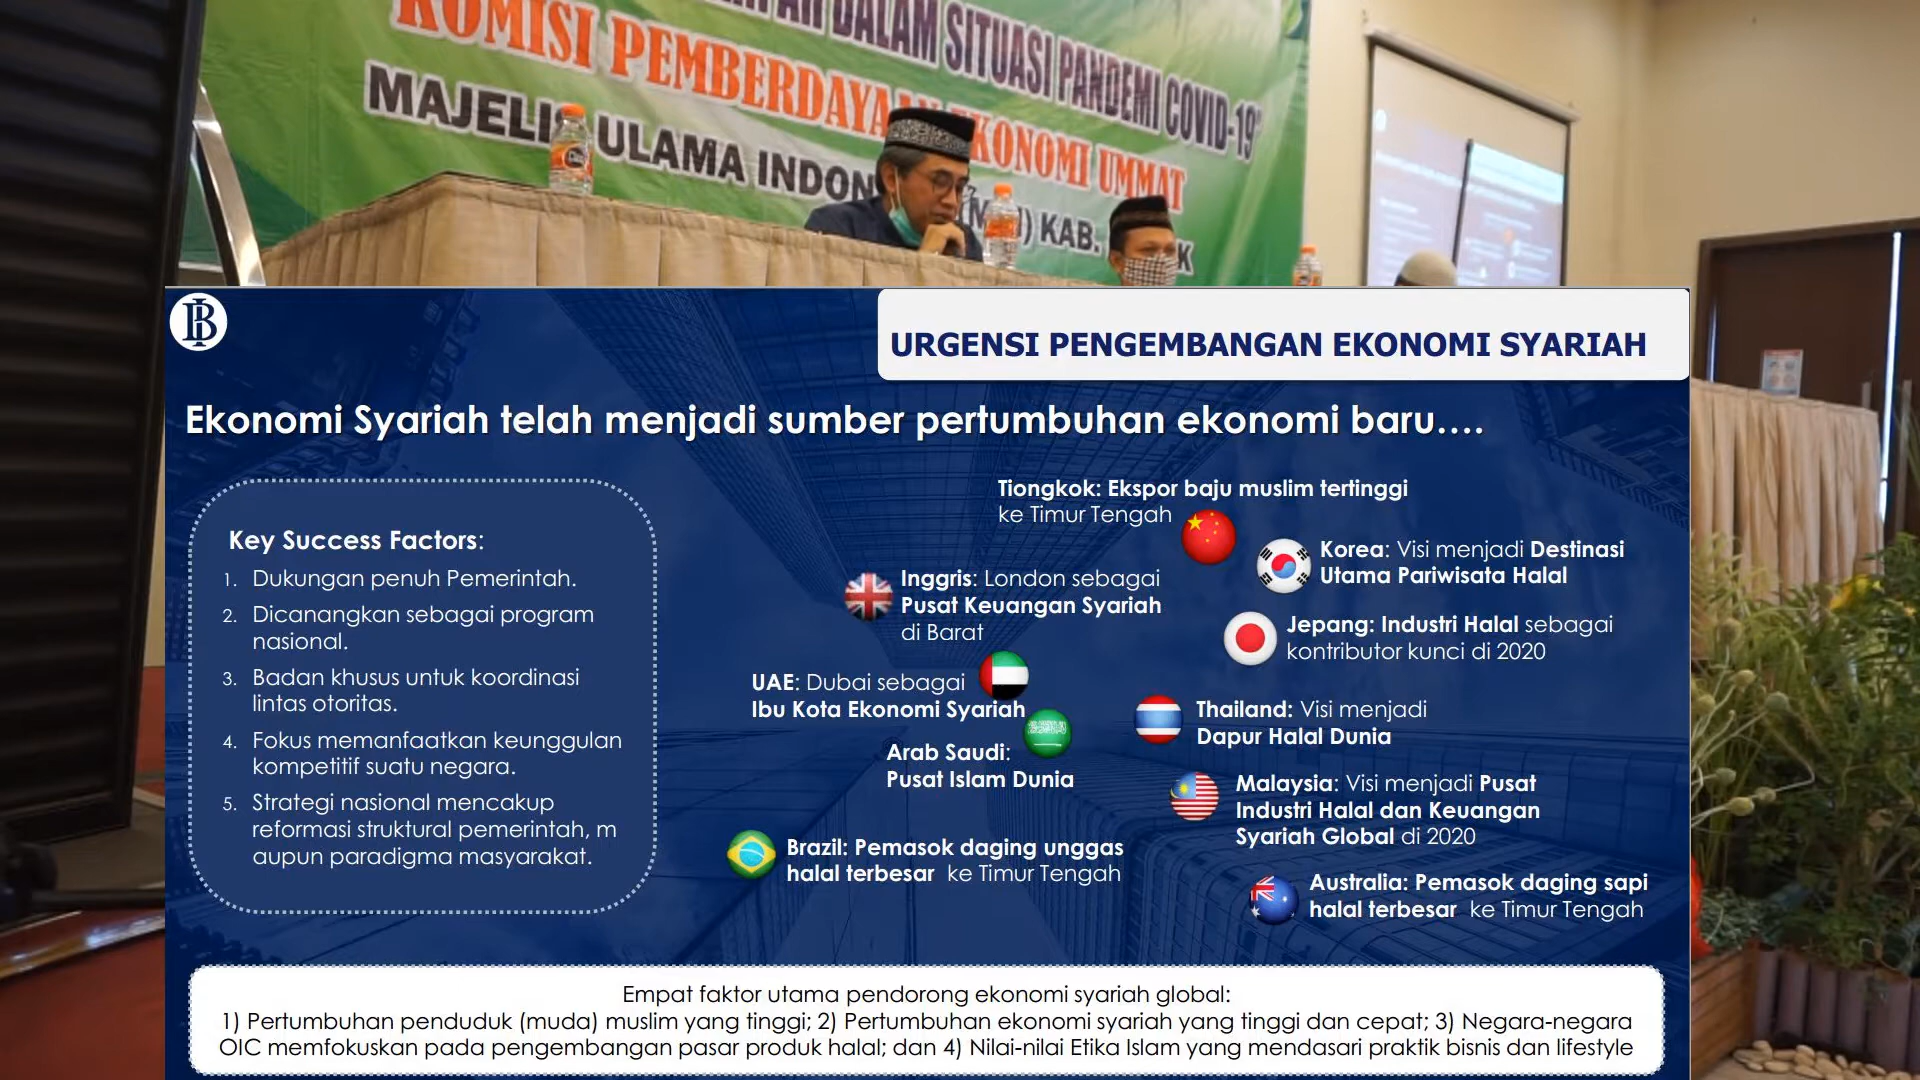 DALAM SITUASI PANDEMI COVID-19
KOMISI PEMBERDAYAAN EKONOMI UMMAT
MAJELIS ULAMA INDON
KAB.
URGENSI PENGEMBANGAN EKONOMI SYARIAH
Ekonomi Syariah telah menjadi sumber pertumbuhan ekonomi baru....
Key Success Factors:
1. Dukungan penuh Pemerintah.
2. Dicanangkan sebagai program
nasional.
3. Badan khusus untuk koordinasi
lintas otoritas.
4. Fokus memanfaatkan keunggulan
kompetitif suatu negara.
5. Strategi nasional mencakup
reformasi struktural pemerintah, m
aupun paradigma masyarakat.
Tiongkok: Ekspor baju muslim tertinggi
ke Timur Tengah
Korea: Visi menjadi Destinasi
Utama Pariwisata Halal
Inggris: London sebagai
Pusat Keuangan Syariah
di Barat
Jepang: Industri Halal sebagai
kontributor kunci di 2020
UAE: Dubai sebagai
Ibu Kota Ekonomi Syariah
Arab Saudi:
Pusat Islam Dunia
Thailand: Visi menjadi
Dapur Halal Dunia
Malaysia: Visi menjadi Pusat
Industri Halal dan Keuangan
Syariah Global di 2020
Brazil: Pemasok daging unggas
halal terbesar ke Timur Tengah
Australia: Pemasok daging sapi
halal terbesar ke Timur Tengah
Empat faktor utama pendorong ekonomi syariah global:
1) Pertumbuhan penduduk (muda) muslim yang tinggi; 2) Pertumbuhan ekonomi syariah yang tinggi dan cepat; 3) Negara-negara
OIC memfokuskan pada pengembangan pasar produk halal; dan 4) Nilai-nilai Etika Islam yang mendasari praktik bisnis dan lifestyle